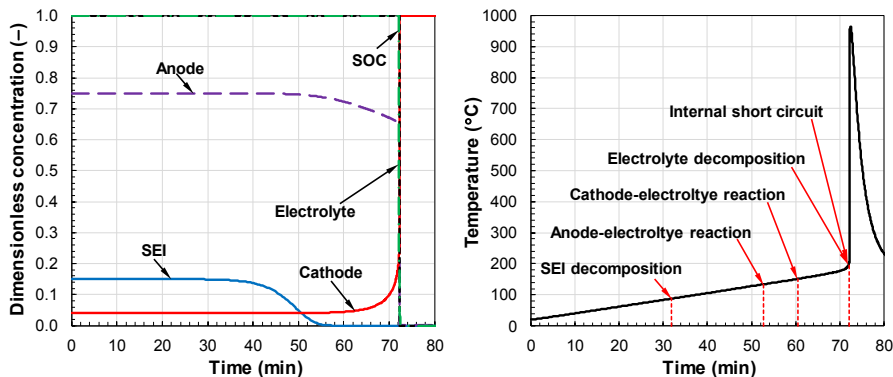 Dimensionless concentration (–)
1.0
0.9
0.8
0.7
0.6
0.5
0.4
0.3
0.2
0.1
0.0
0 10 20 30 40 50 60 70 80
Time (min)
SOC
Anode
Electrolyte
SEI
Cathode
Temperature (°C)
1000
900
800
700
600
500
400
300
200
100
0
0 10 20 30 40 50 60 70 80
Time (min)
Internal short circuit
Electrolyte decomposition
Cathode-electroltye reaction
Anode-electroltye reaction
SEI decomposition